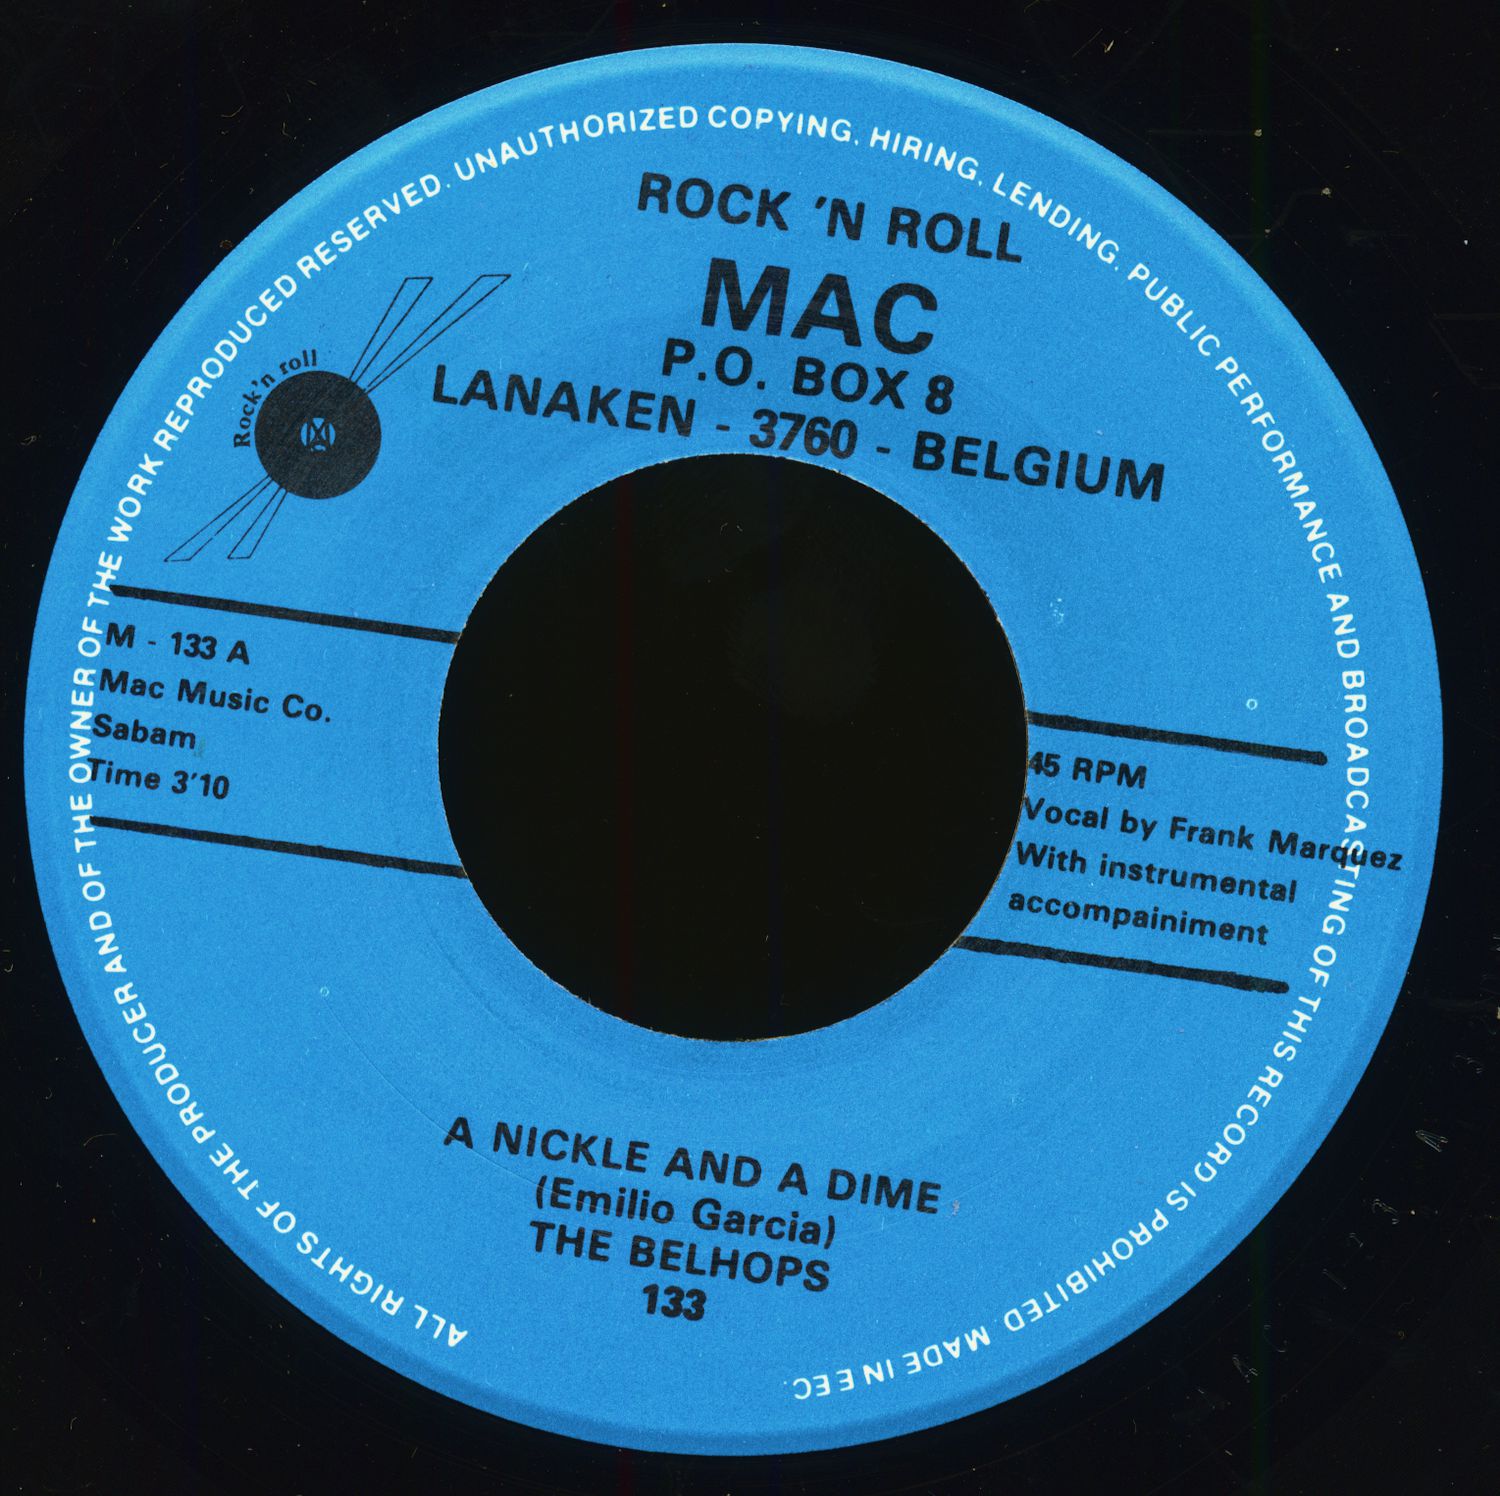 ALL RIGHTS OF THE PRODUCER AND OF THE OWNER OF THE WORK REPRODUCED RESERVED. UNAUTHORIZED COPYING, HIRING, LENDING, PUBLIC PERFORMANCE AND BROADCASTING OF THIS RECORD IS PROHIBITED. MADE IN EEC.
ROCK 'N ROLL
MAC
P.O. BOX 8
LANAKEN - 3760 - BELGIUM
Rock'n roll
M - 133 A
Mac Music Co.
Sabam
Time 3'10
45 RPM
Vocal by Frank Marquez
With instrumental
accompainiment
A NICKLE AND A DIME
(Emilio Garcia)
THE BELHOPS
133